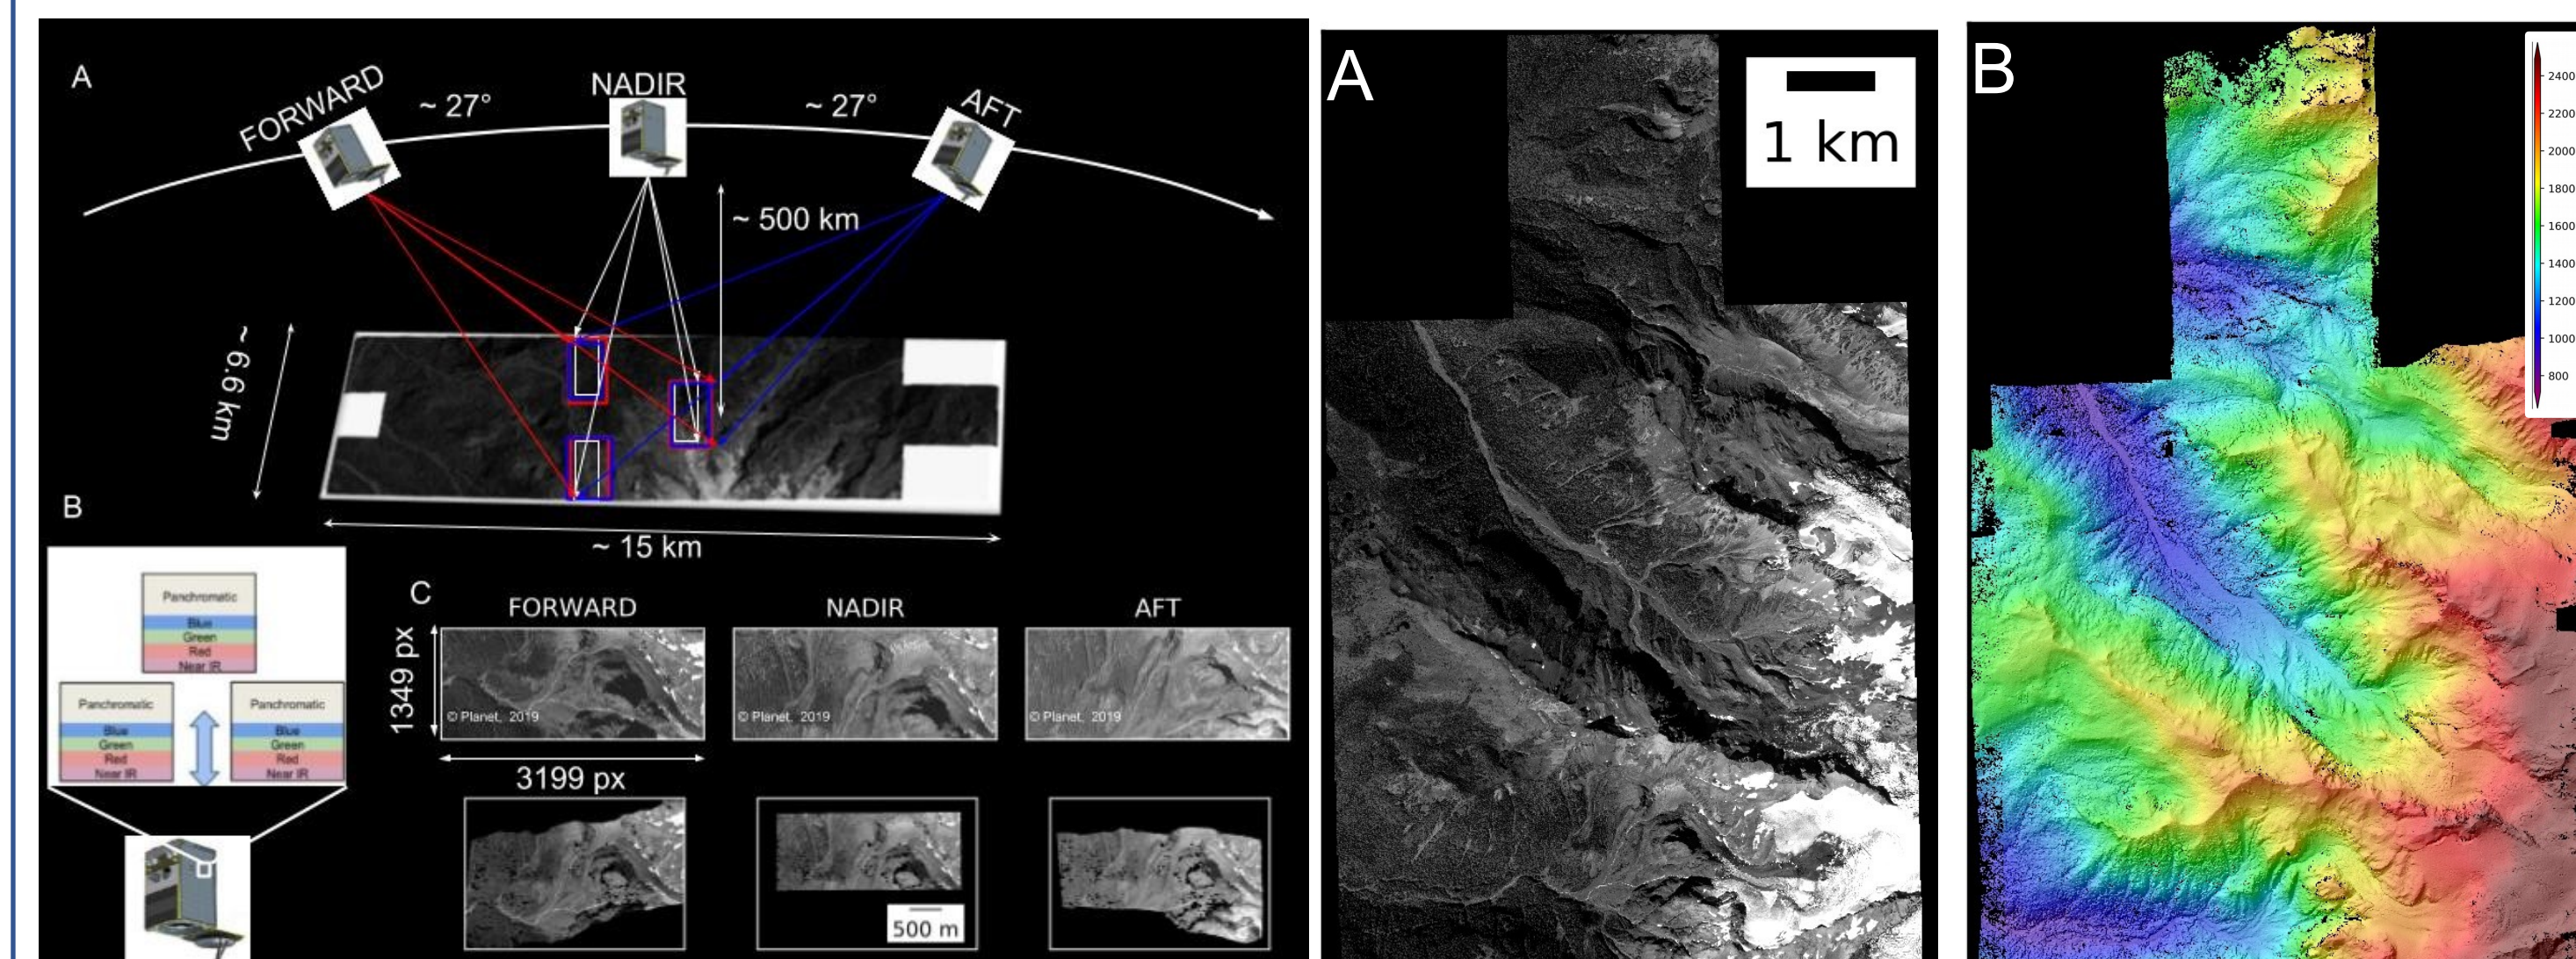 A
FORWARD
~ 27°
NADIR
~ 27°
AFT
~ 500 km
~ 6.6 km
~ 15 km
B
Panchromatic
Blue
Green
Red
Near IR
Panchromatic
Blue
Green
Red
Near IR
Panchromatic
Blue
Green
Red
Near IR
C
FORWARD
NADIR
AFT
1349 px
© Planet, 2019
© Planet, 2019
© Planet, 2019
3199 px
500 m
A
1 km
B
2400
2200
2000
1800
1600
1400
1200
1000
800